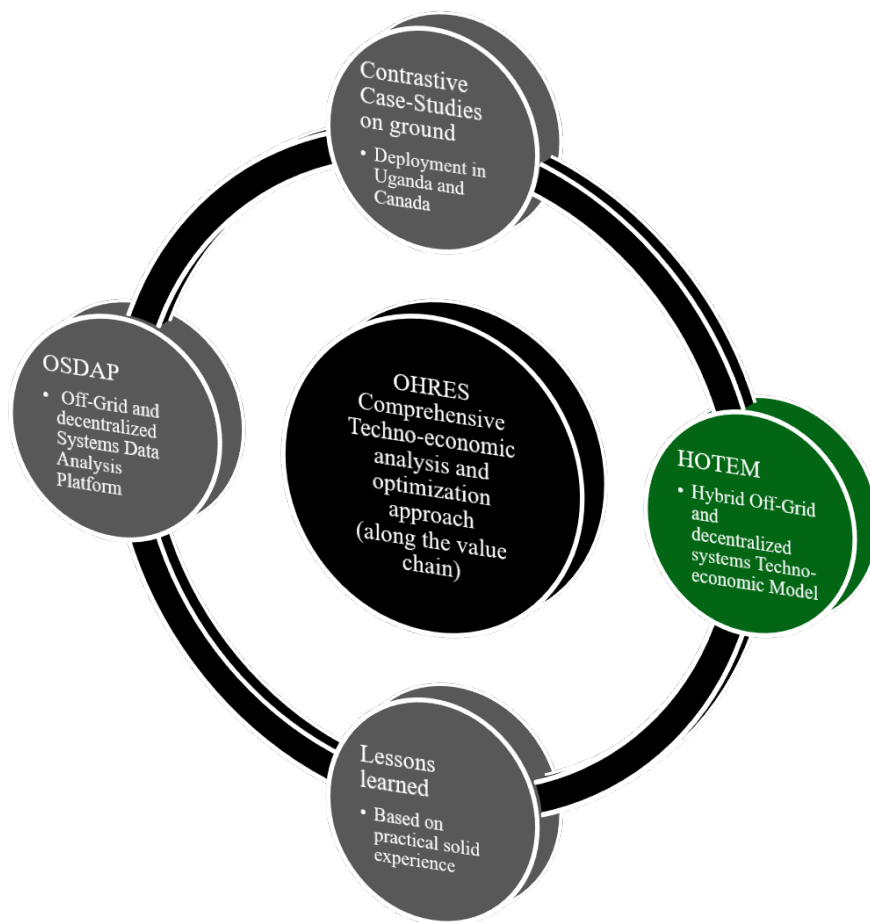 Contrastive
Case-Studies
on ground
• Deployment in
Uganda and
Canada
OSDAP
• Off-Grid and
decentralized
Systems Data
Analysis
Platform
OHRES
Comprehensive
Techno-economic
analysis and
optimization
approach
(along the value
chain)
HOTEM
• Hybrid Off-Grid
and
decentralized
systems Techno-
economic Model
Lessons
learned
• Based on
practical solid
experience